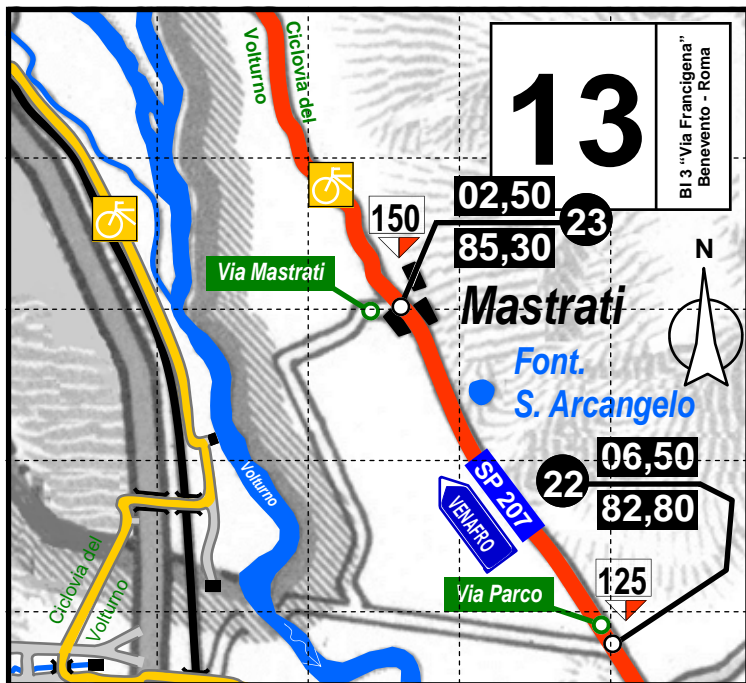 Ciclovia del
Volturno
13
BI 3 “Via Francigena”
Benevento - Roma
150
02,50
23
85,30
Via Mastrati
N
Mastrati
Font.
S. Arcangelo
Volturno
SP 207
VENAFRO
22
06,50
82,80
Via Parco
125
Ciclovia del
Volturno